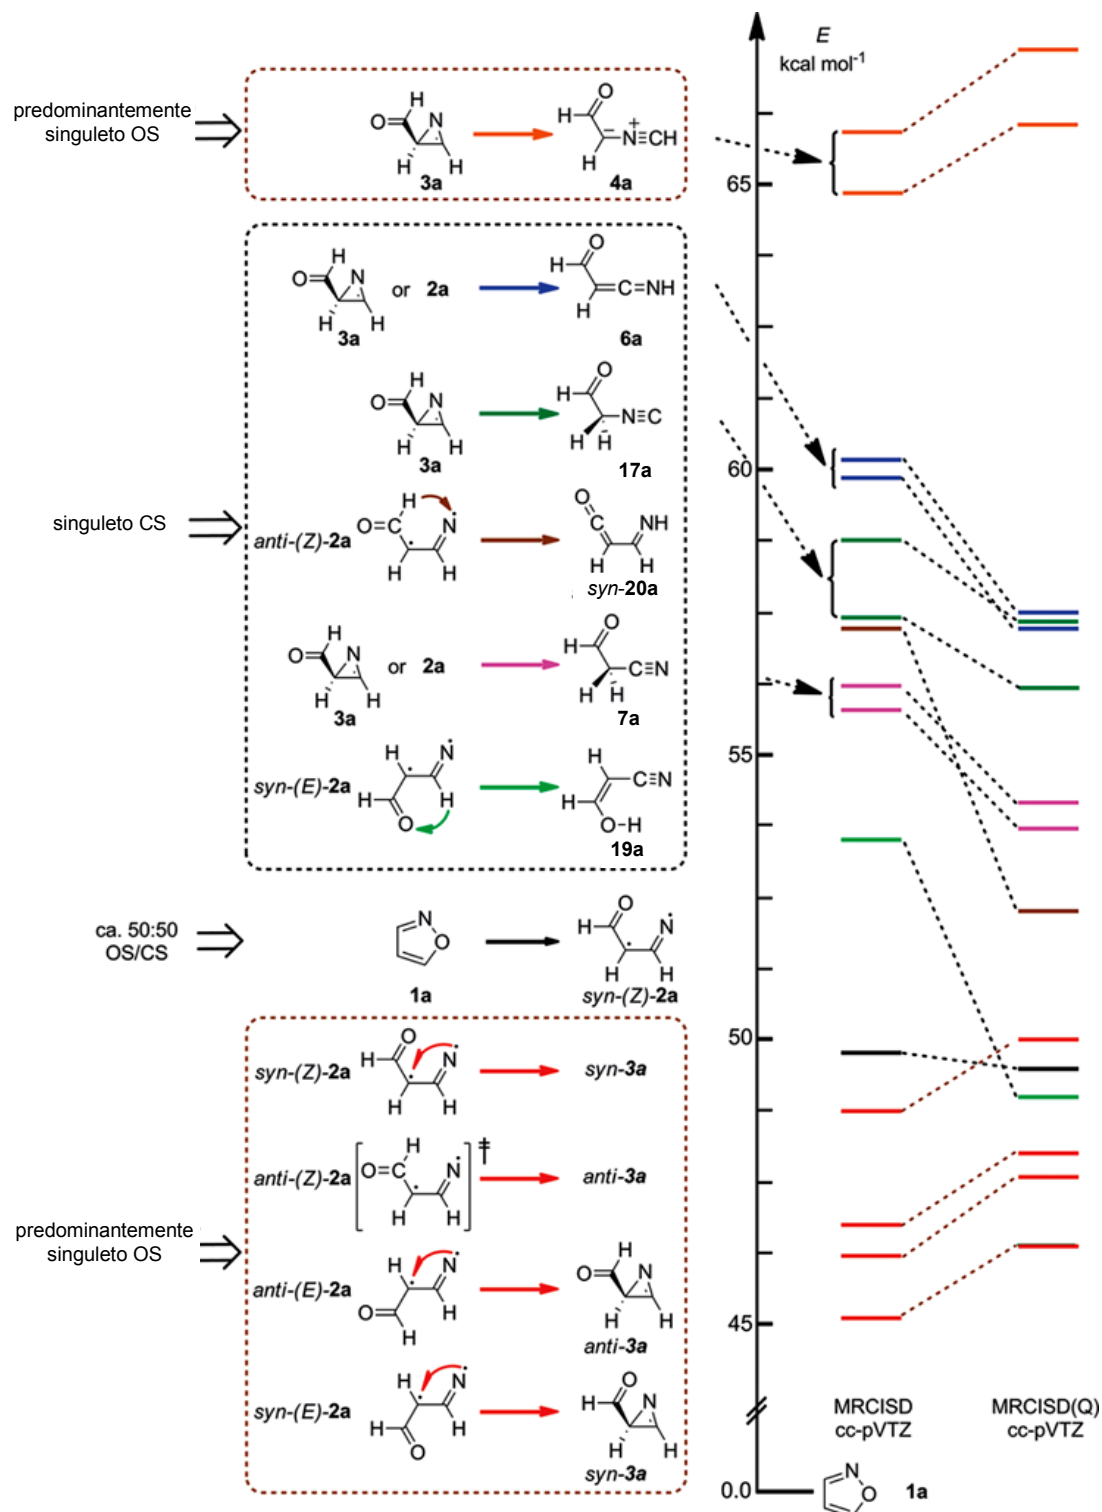 E
kcal mol-1
predominantemente
singuleto OS
O H N H H
3a
O H N≡CH + −
4a
65
O H N H H
3a
or 2a
O H C=NH H
6a
O H N H H
3a
O H N≡C H H
17a
60
singuleto CS
anti-(Z)-2a
O C H N H H
O C NH H H
syn-20a
O H N H H
3a
or 2a
O H C≡N H H
7a
55
syn-(E)-2a
H N H H O
H C≡N H O-H
19a
ca. 50:50
OS/CS
N O
1a
O H N H H
syn-(Z)-2a
50
syn-(Z)-2a
O H N H H
syn-3a
anti-(Z)-2a
H O C N H H
‡
anti-3a
predominantemente
singuleto OS
anti-(E)-2a
H N O H H
H O N H H
anti-3a
45
syn-(E)-2a
H N H O H
O H N H H
syn-3a
MRCISD
cc-pVTZ
MRCISD(Q)
cc-pVTZ
0.0
N O
1a